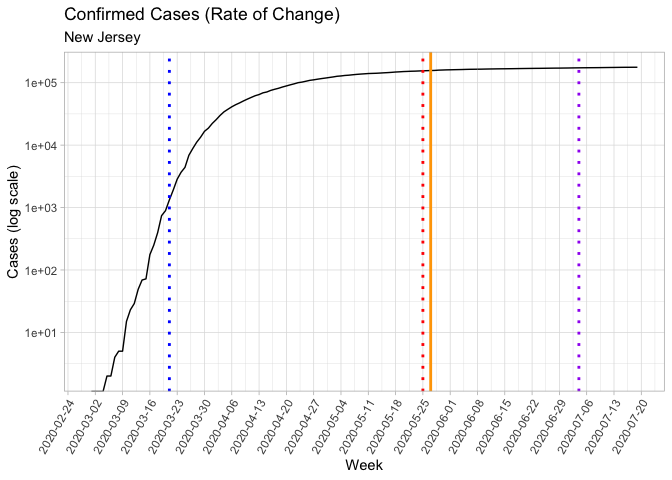 Confirmed Cases (Rate of Change)
New Jersey
Cases (log scale)
1e+05
1e+04
1e+03
1e+02
1e+01
2020-02-24
2020-03-02
2020-03-09
2020-03-16
2020-03-23
2020-03-30
2020-04-06
2020-04-13
2020-04-20
2020-04-27
2020-05-04
2020-05-11
2020-05-18
2020-05-25
2020-06-01
2020-06-08
2020-06-15
2020-06-22
2020-06-29
2020-07-06
2020-07-13
2020-07-20
Week